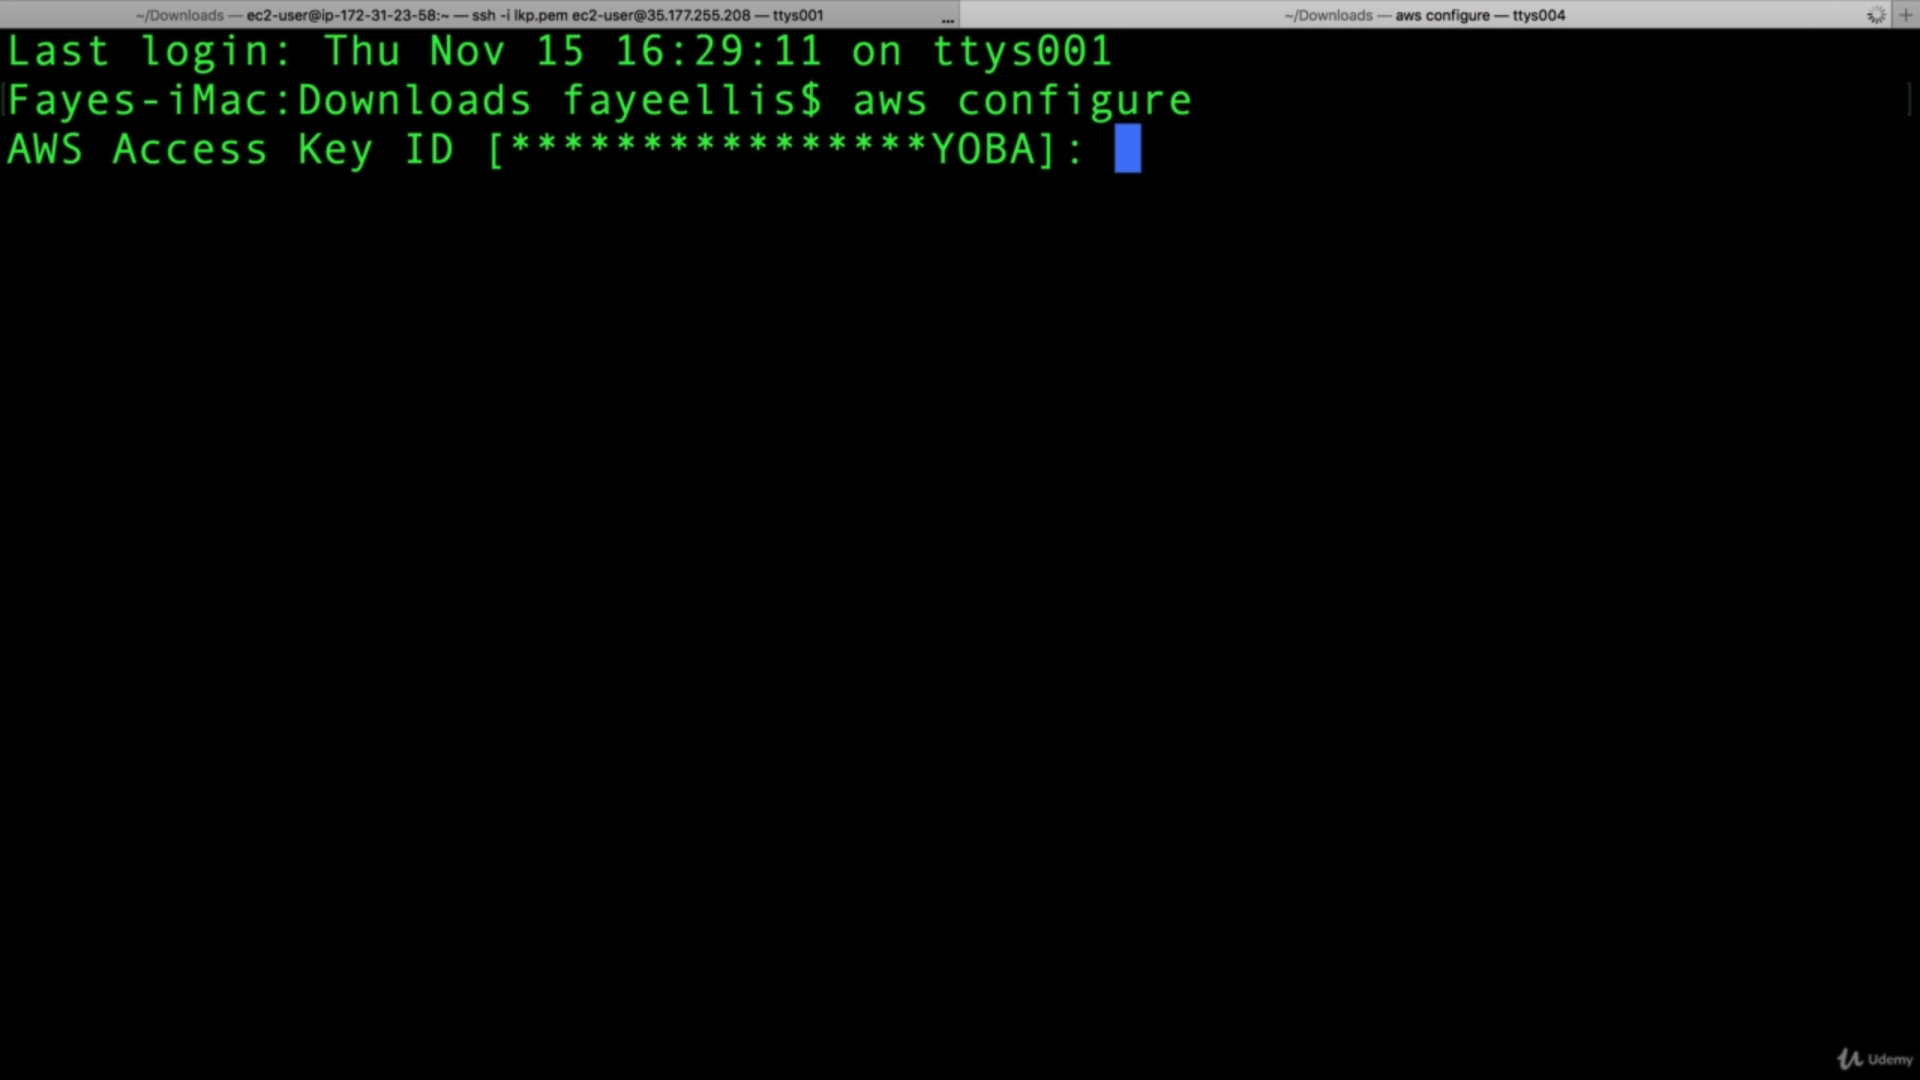 ~/Downloads — ec2-user@ip-172-31-23-58:~ — ssh -i lkp.pem ec2-user@35.177.255.208 — ttys001 ... ~/Downloads — aws configure — ttys004 +
Last login: Thu Nov 15 16:29:11 on ttys001
[Fayes-iMac:Downloads fayeellis$ aws configure ]
AWS Access Key ID [****************YOBA]:
Udemy